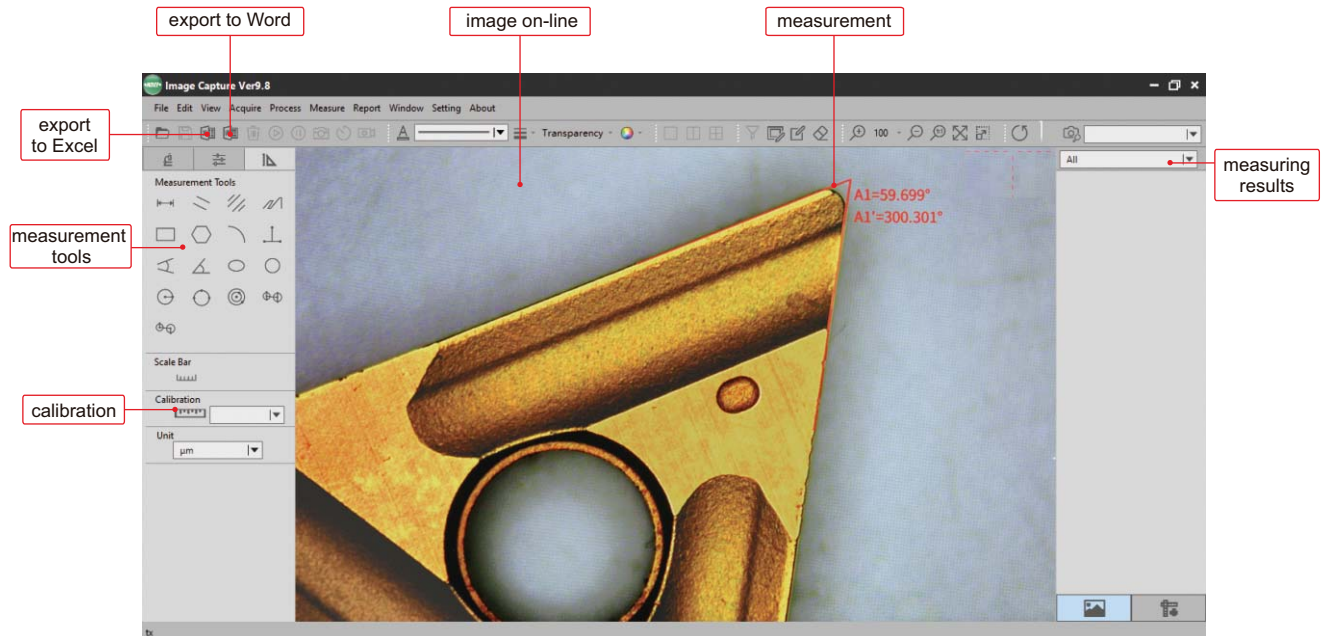 export to Word
image on-line
measurement
Image Capture Ver9.8
File Edit View Acquire Process Measure Report Window Setting About
export
to Excel
Transparency
100
All
measuring
results
Measurement Tools
measurement
tools
A1=59.699°
A1'=300.301°
Scale Bar
Calibration
calibration
Unit
µm
tx